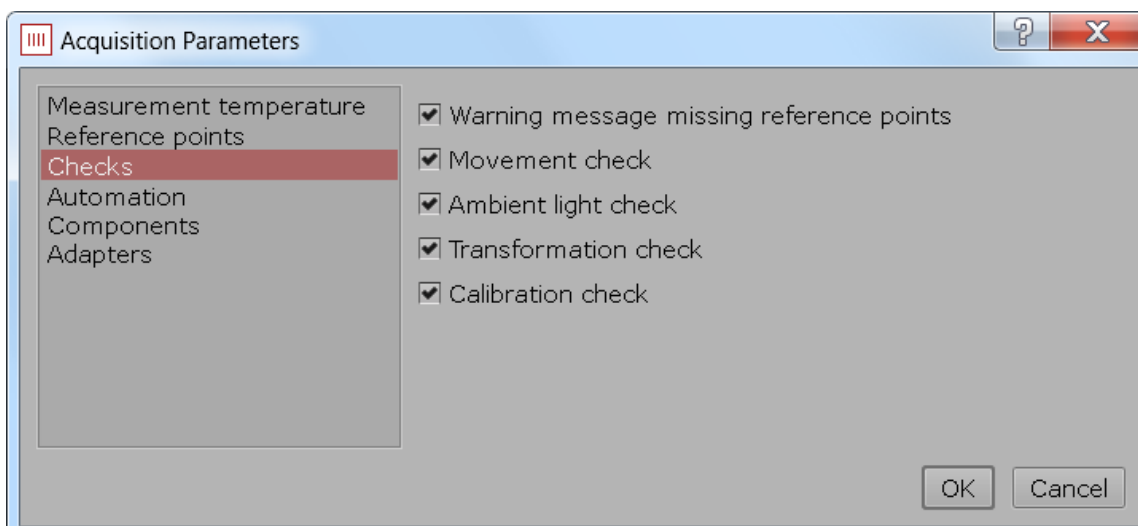 Acquisition Parameters
Measurement temperature
Reference points
Checks
Automation
Components
Adapters
Warning message missing reference points
Movement check
Ambient light check
Transformation check
Calibration check
OK
Cancel